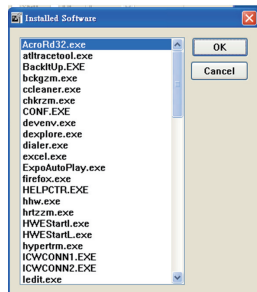 Installed Software
AcroRd32.exe
atltracetool.exe
BackItUp.EXE
bckgzm.exe
ccleaner.exe
chkrzm.exe
CONF.EXE
devenv.exe
dexplore.exe
dialer.exe
excel.exe
ExpoAutoPlay.exe
firefox.exe
HELPCTR.EXE
hhw.exe
hrtzzm.exe
HWEStartI.exe
HWEStartL.exe
hypertrm.exe
ICWCONN1.EXE
ICWCONN2.EXE
iedit.exe
OK
Cancel